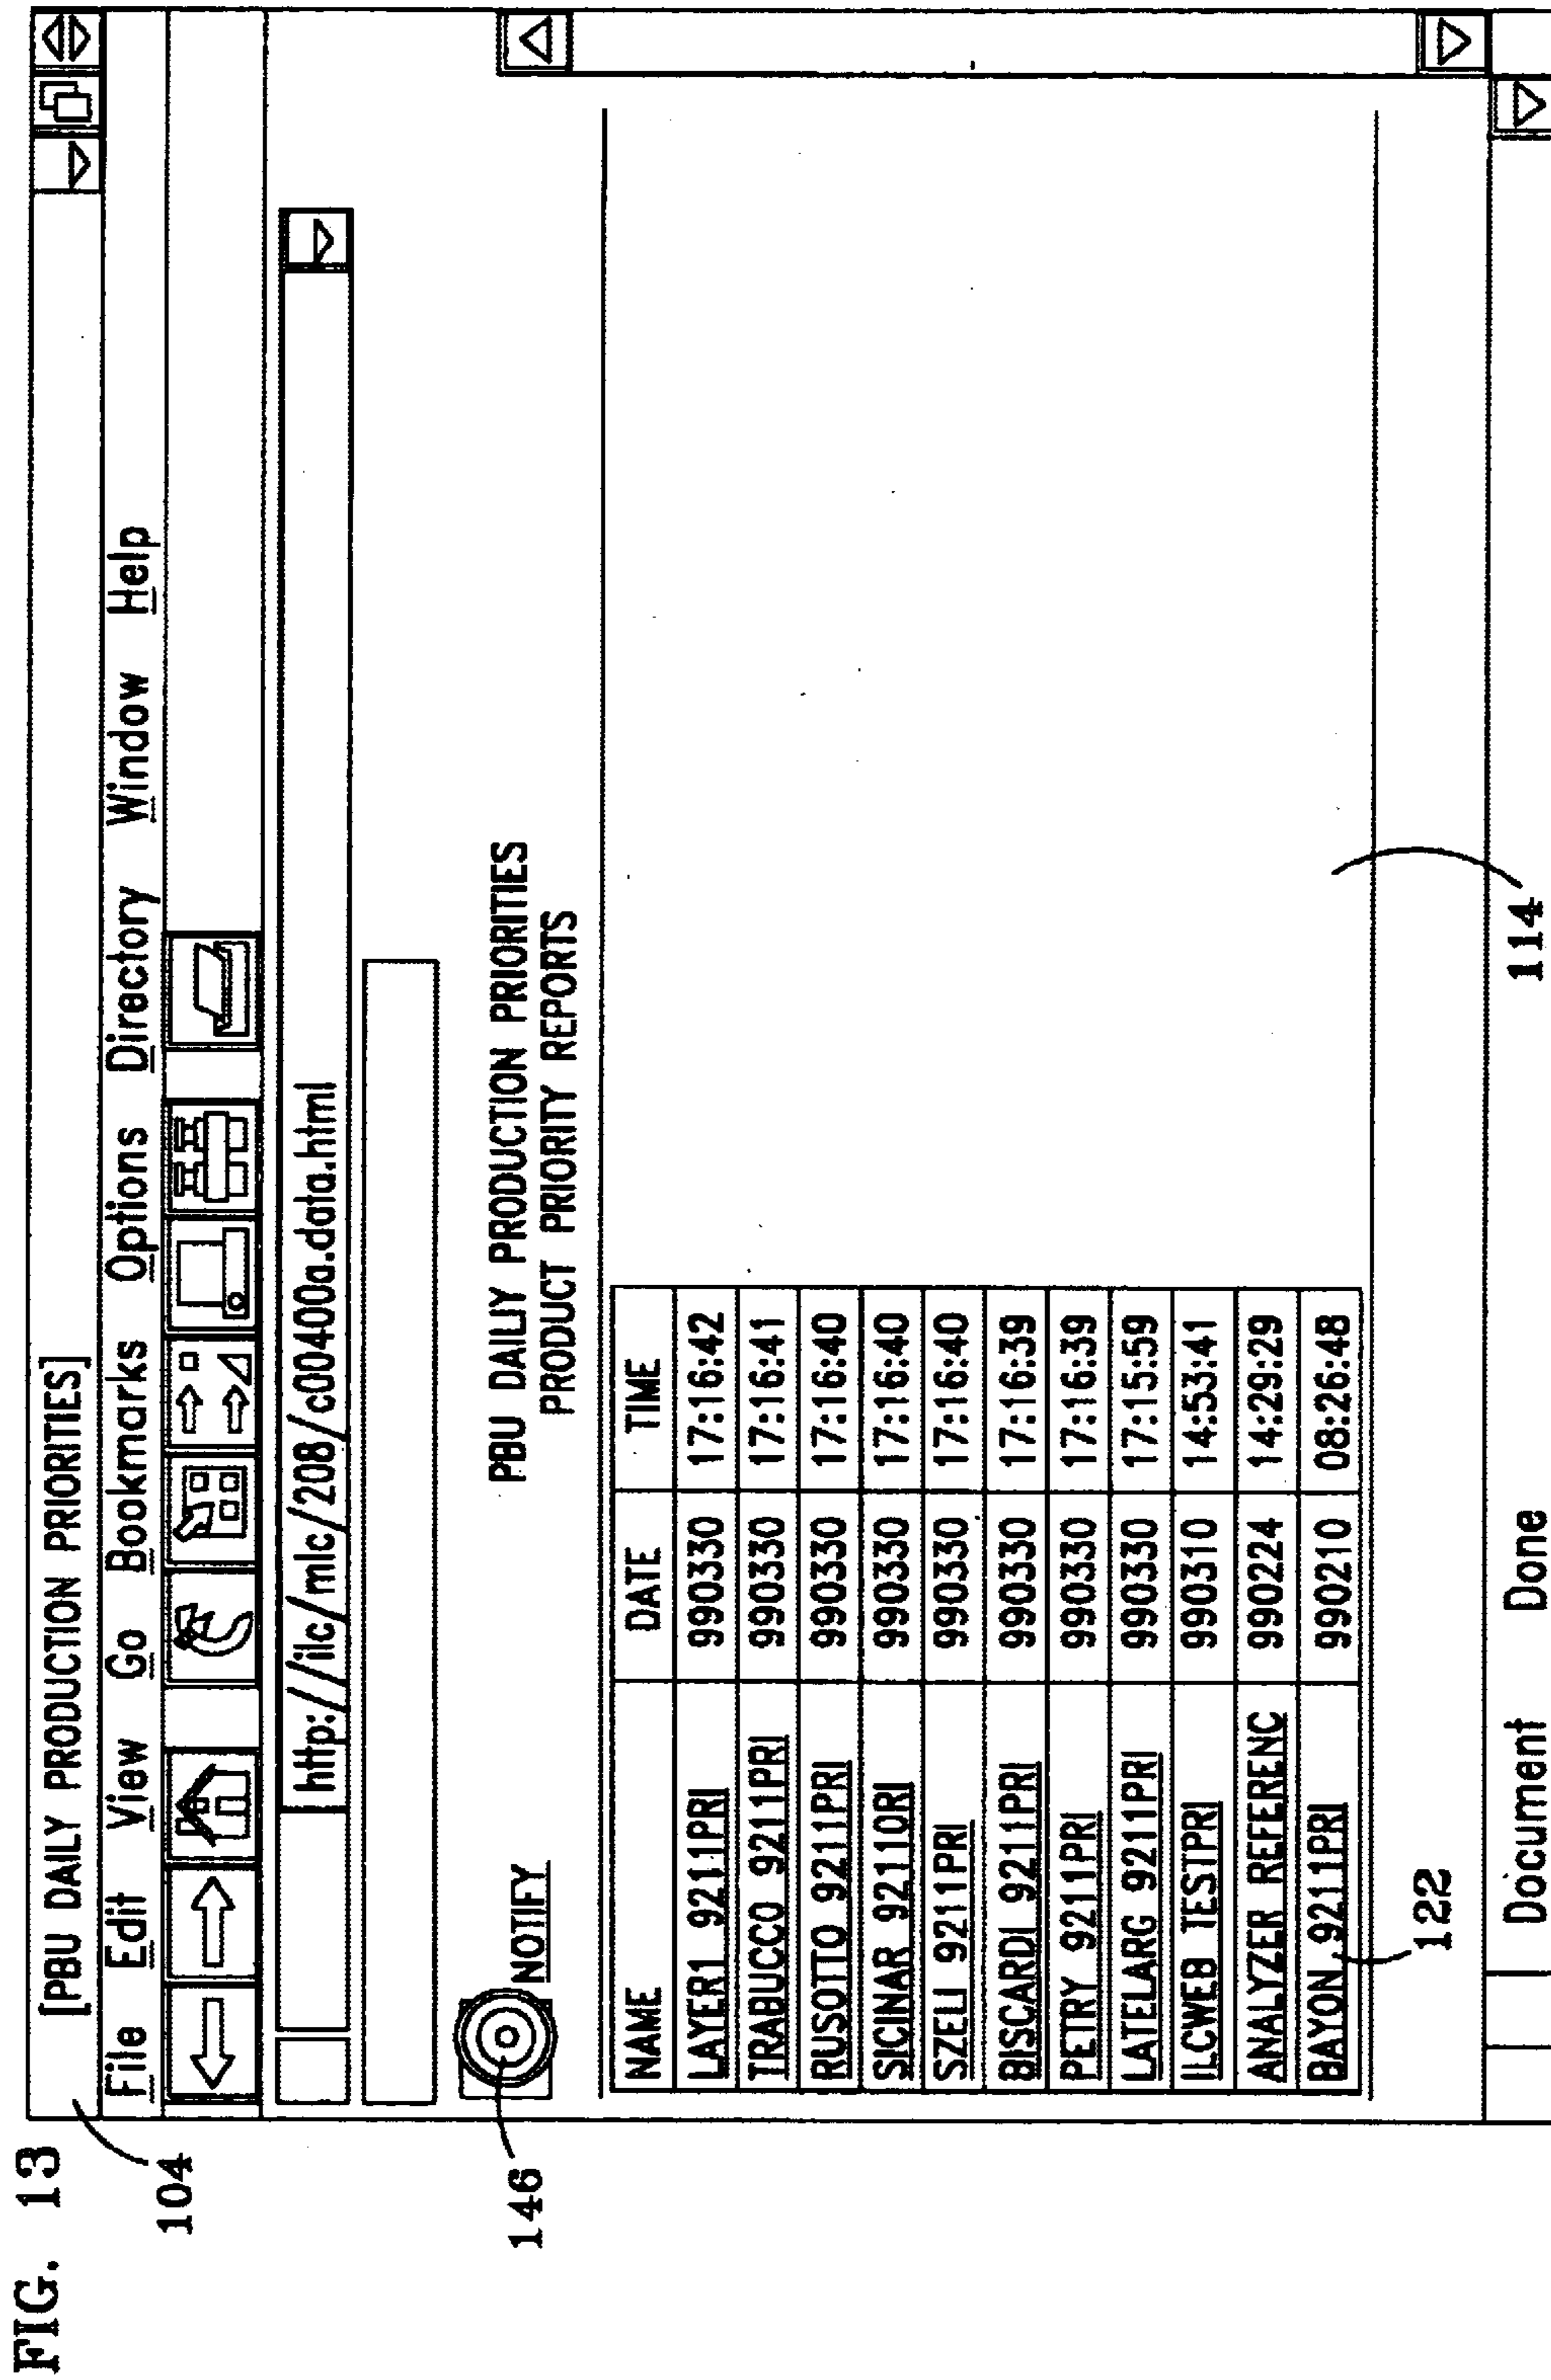 FIG. 13
104
[PBU DAILY PRODUCTION PRIORITIES]
File Edit View Go Bookmarks Options Directory Window Help
http://ilc/mlc/208/c00400a.data.html
146
NOTIFY
PBU DAILIY PRODUCTION PRIORITIES
PRODUCT PRIORITY REPORTS
NAME DATE TIME
LAYER1 9211PRI 990330 17:16:42
TRABUCCO 9211PRI 990330 17:16:41
RUSOTTO 9211PRI 990330 17:16:40
SICINAR 92110RI 990330 17:16:40
SZELI 9211PRI 990330 17:16:40
BISCARDI 9211PRI 990330 17:16:39
PETRY 9211PRI 990330 17:16:39
LATELARG 9211PRI 990330 17:15:59
ILCWEB TESTPRI 990310 14:53:41
ANALYZER REFERENC 990224 14:29:29
BAYON 9211PRI 990210 08:26:48
122
114
Document Done